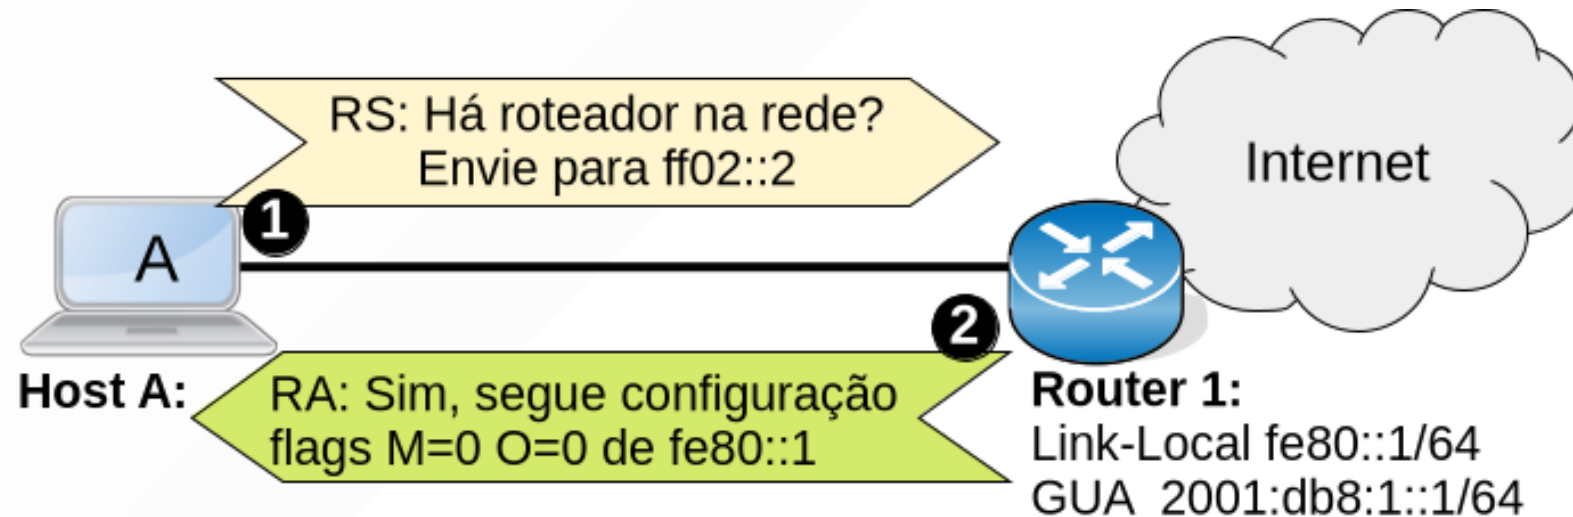 RS: Há roteador na rede?
Envie para ff02::2
Internet
A
1
2
Host A:
RA: Sim, segue configuração
flags M=0 O=0 de fe80::1
Router 1:
Link-Local fe80::1/64
GUA 2001:db8:1::1/64